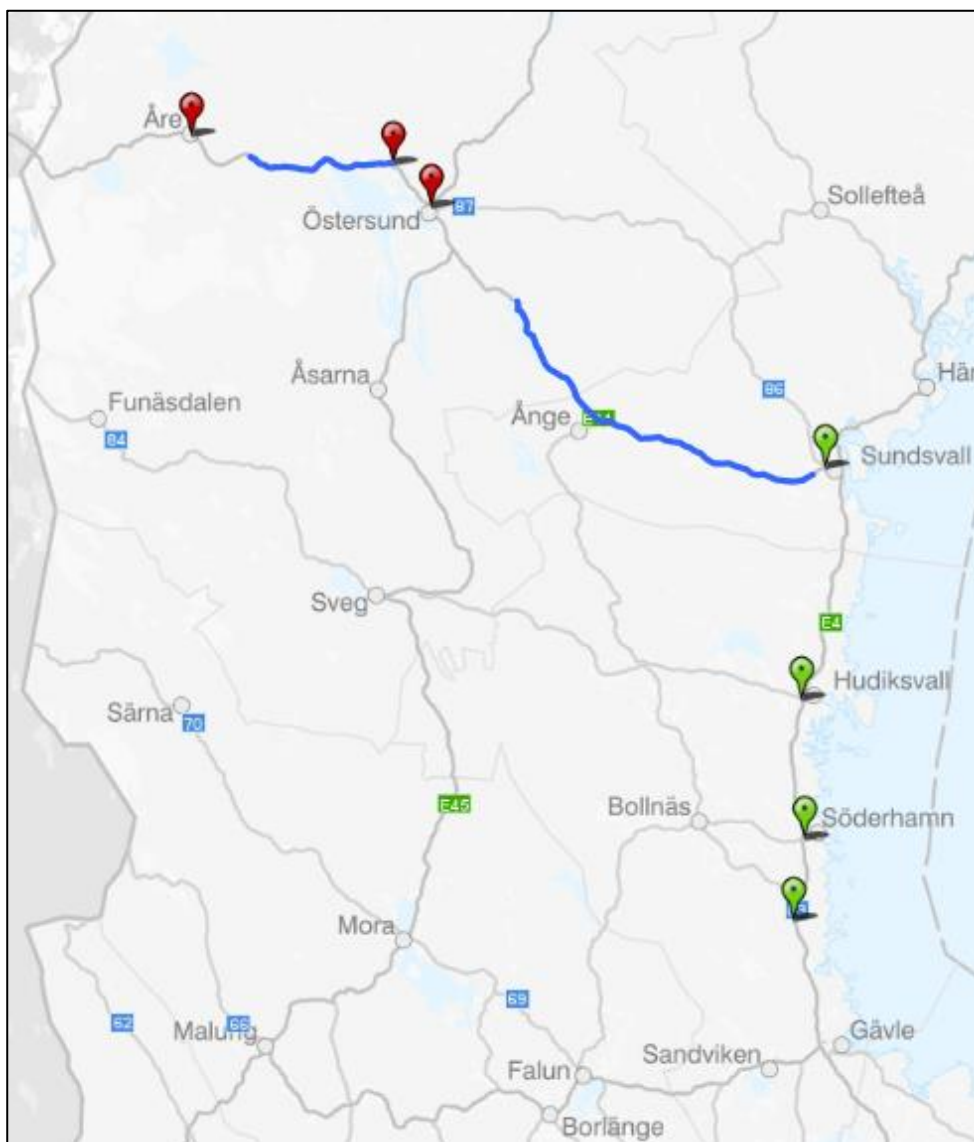 Åre
Sollefteå
87
Östersund
Åsarna
Här
86
Funäsdalen
Ånge
84
Sundsvall
Sveg
E4
Hudiksvall
Särna
70
E45
Bollnäs
Söderhamn
Mora
69
62
66
Malung
Gävle
Sandviken
Falun
Borlänge